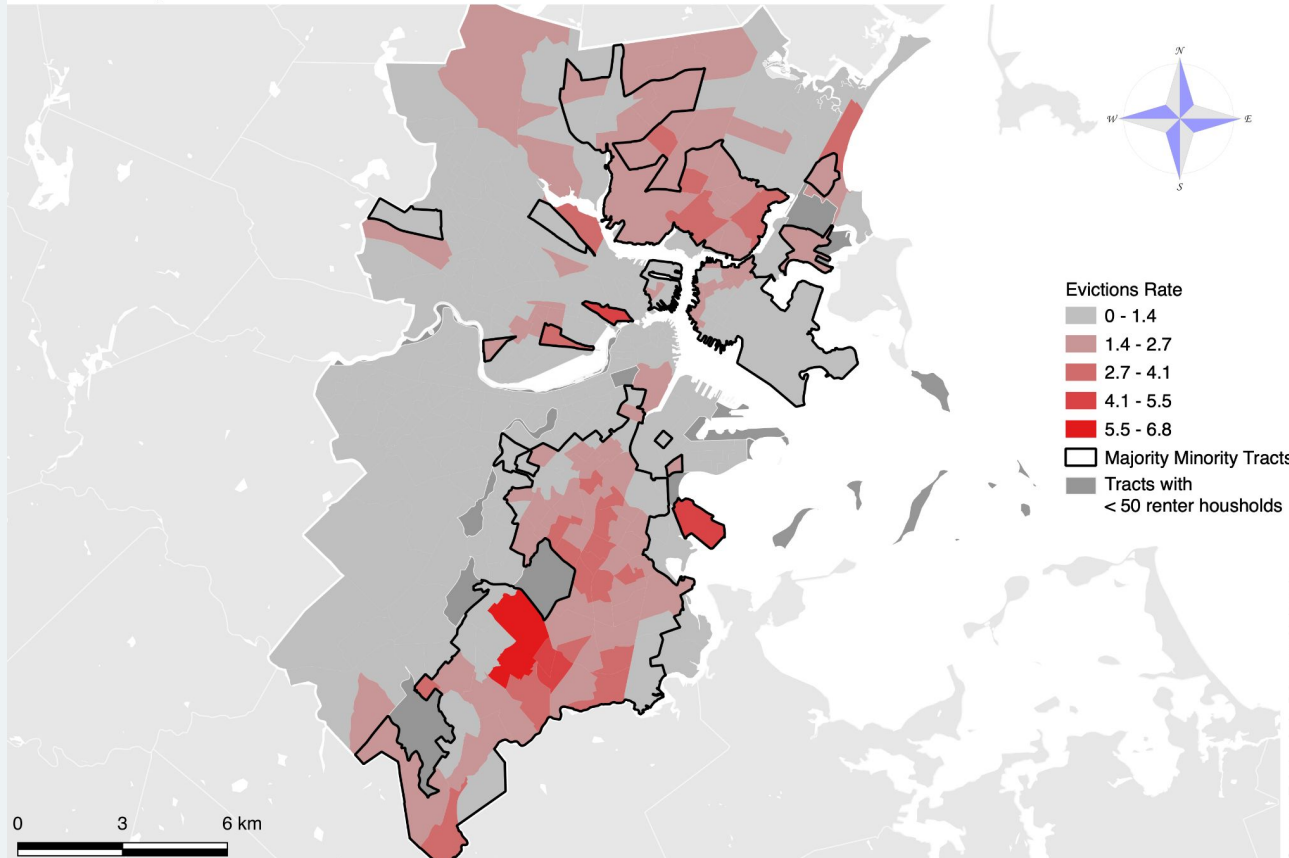 N
W
E
S
Evictions Rate
0 - 1.4
1.4 - 2.7
2.7 - 4.1
4.1 - 5.5
5.5 - 6.8
Majority Minority Tracts
Tracts with
< 50 renter housholds
0 3 6 km